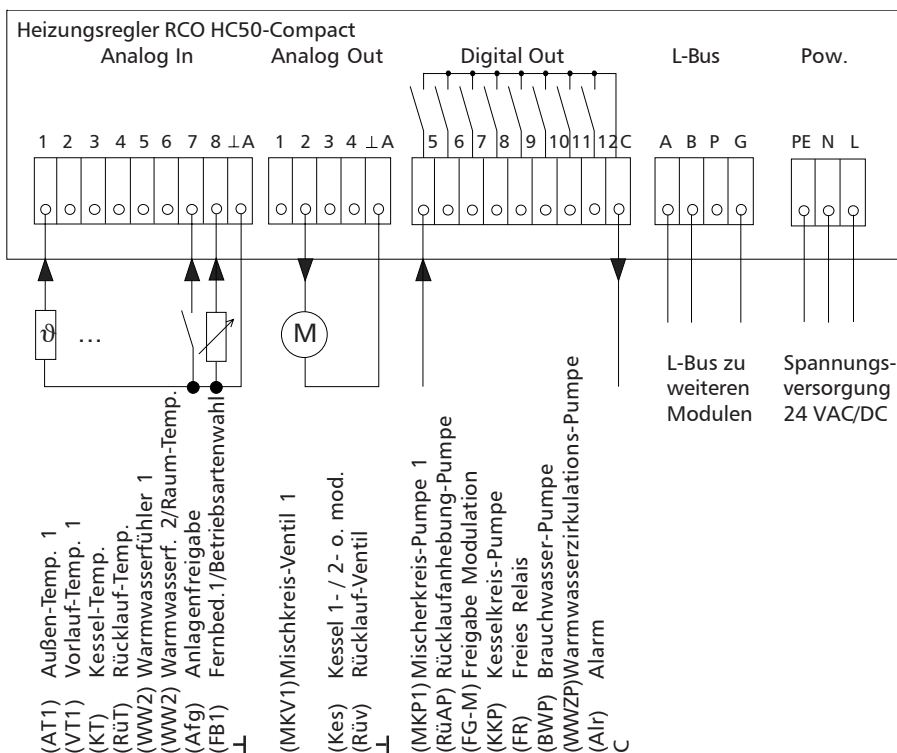 Heizungsregler RCO HC50-Compact
Analog In Analog Out Digital Out L-Bus Pow.
1 2 3 4 5 6 7 8 ⊥ A
1 2 3 4 ⊥ A
5 6 7 8 9 10 11 12 C
A B P G
PE N L
ϑ ...
M
L-Bus zu
weiteren
Modulen
Spannungs-
versorgung
24 VAC/DC
(AT1) Außen-Temp. 1
(VT1) Vorlauf-Temp. 1
(KT) Kessel-Temp.
(RüT) Rücklauf-Temp.
(WW2) Warmwasserfühler 1
(WW2) Warmwasserf. 2/Raum-Temp.
(Afg) Anlagenfreigabe
(FB1) Fernbed.1/Betriebsartenwahl
⊥
(MKV1) Mischkreis-Ventil 1
(Kes) Kessel 1- / 2- o. mod.
(Rüv) Rücklauf-Ventil
⊥
(MKP1) Mischerkreis-Pumpe 1
(RüAP) Rücklaufanhebung-Pumpe
(FG-M) Freigabe Modulation
(KKP) Kesselkreis-Pumpe
(FR) Freies Relais
(BWP) Brauchwasser-Pumpe
(WWZP) Warmwasserzirkulations-Pumpe
(Alr) Alarm
C